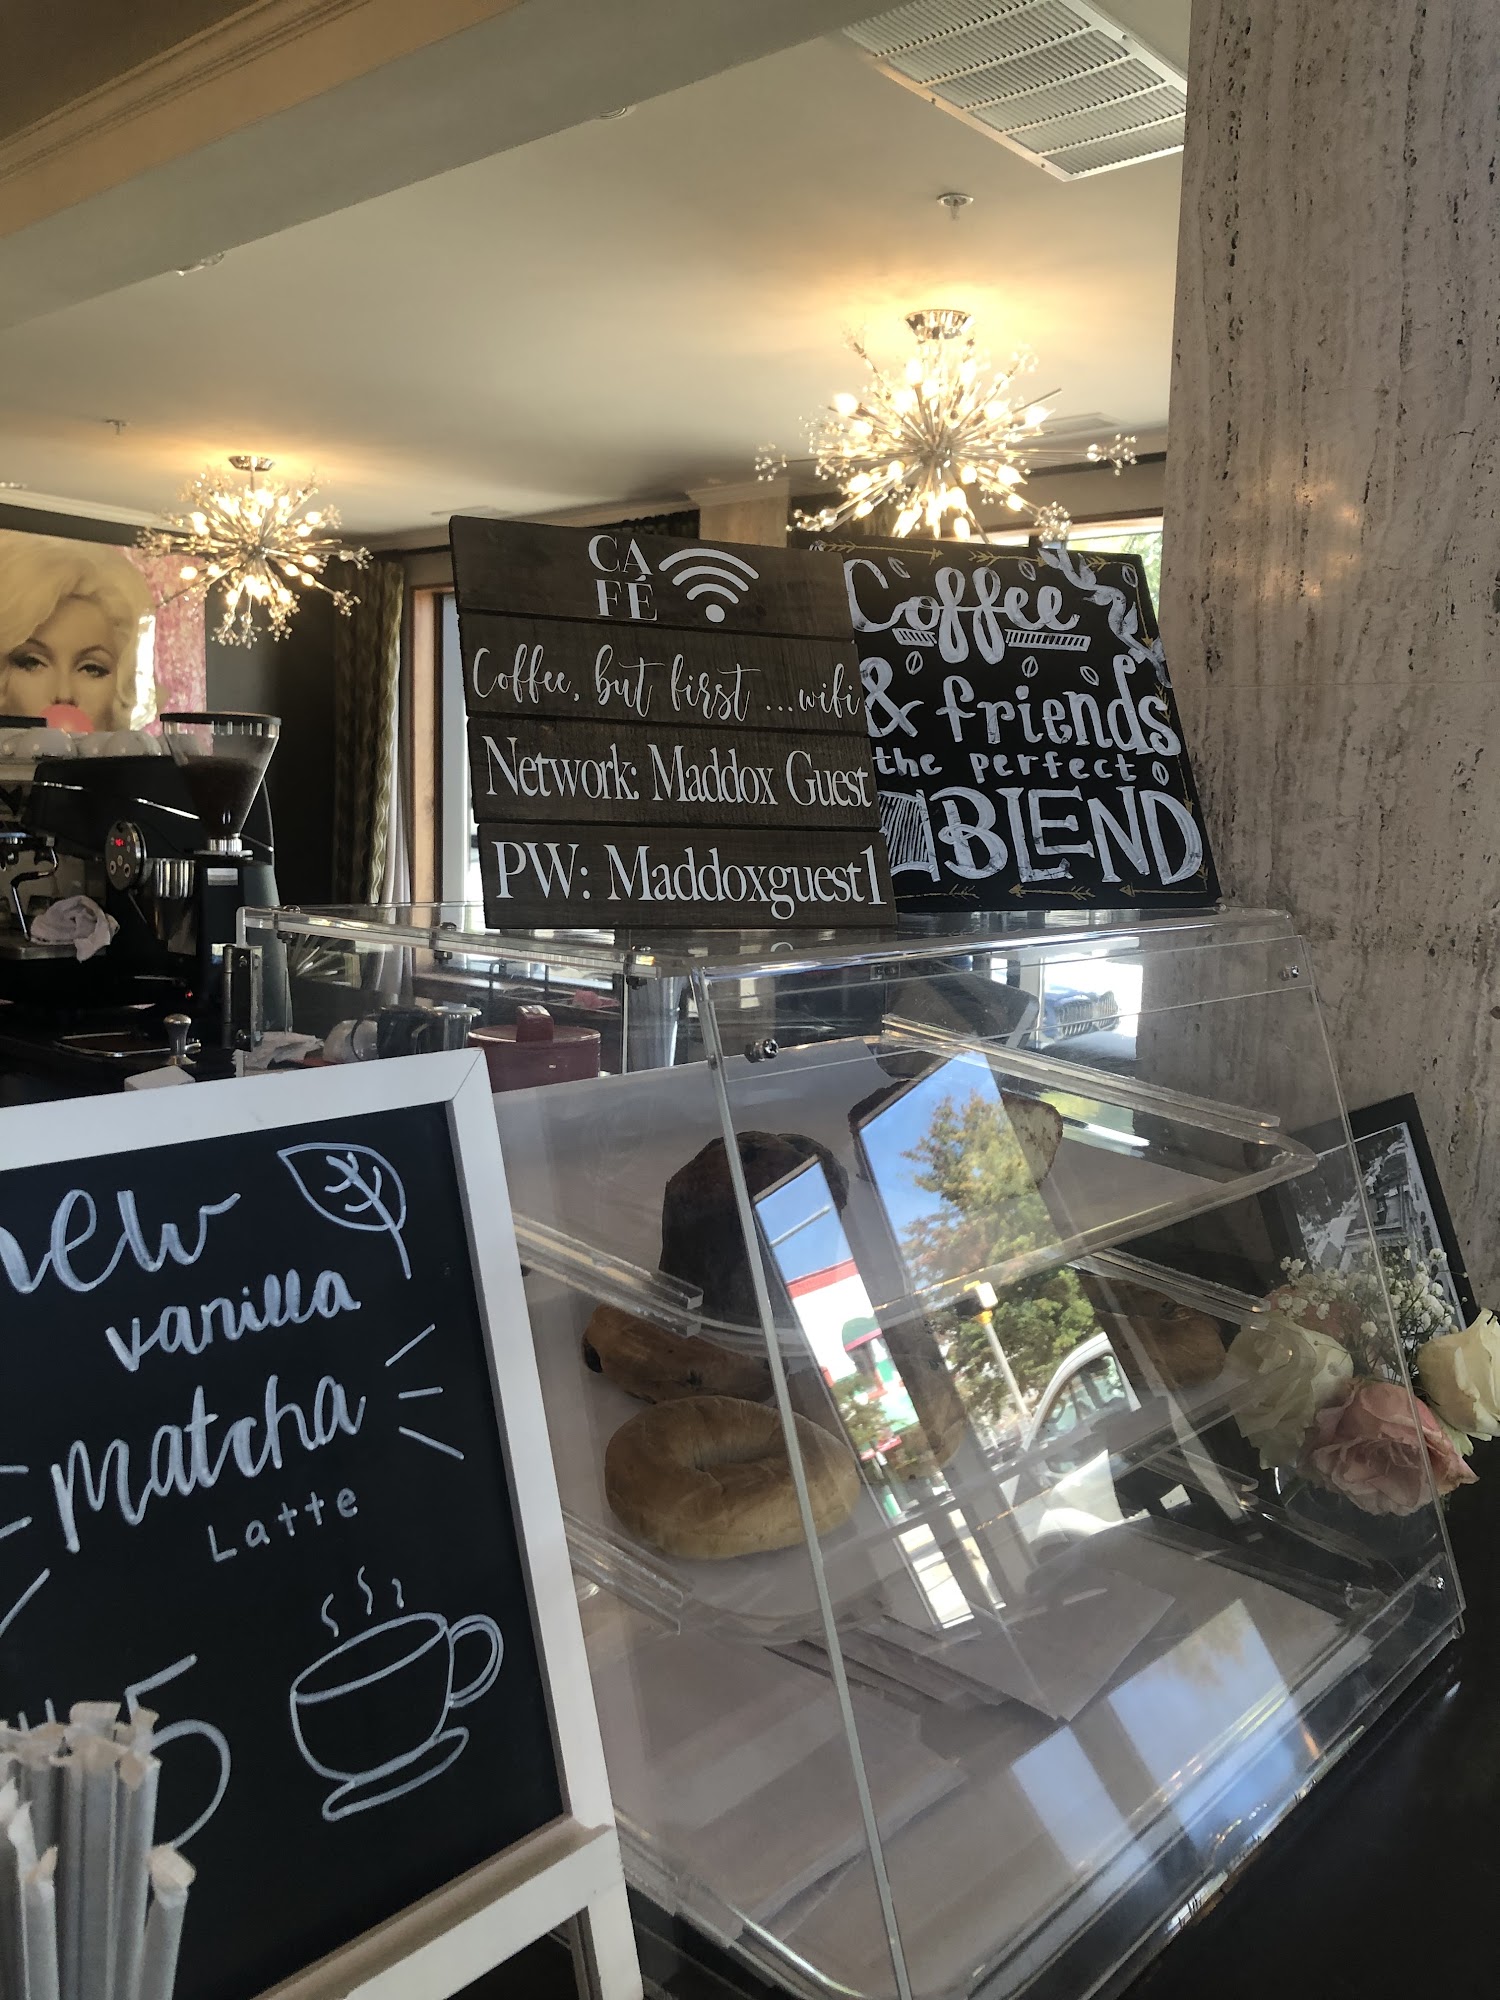 CA
FÉ
Coffee, but first ...wifi
Network: Maddox Guest
PW: Maddoxguest1
Coffee
& friends
the perfect
BLEND
new
vanilla
matcha
Latte